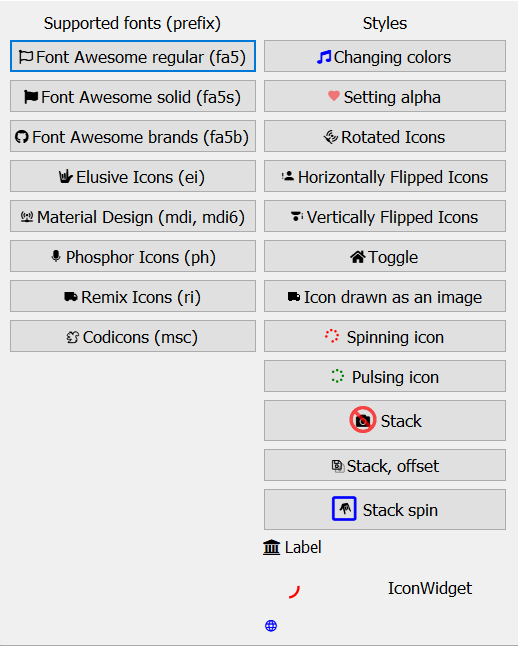 Supported fonts (prefix)
Font Awesome regular (fa5)
Font Awesome solid (fa5s)
Font Awesome brands (fa5b)
Elusive Icons (ei)
Material Design (mdi, mdi6)
Phosphor Icons (ph)
Remix Icons (ri)
Codicons (msc)
Styles
Changing colors
Setting alpha
Rotated Icons
Horizontally Flipped Icons
Vertically Flipped Icons
Toggle
Icon drawn as an image
Spinning icon
Pulsing icon
Stack
Stack, offset
Stack spin
Label
IconWidget